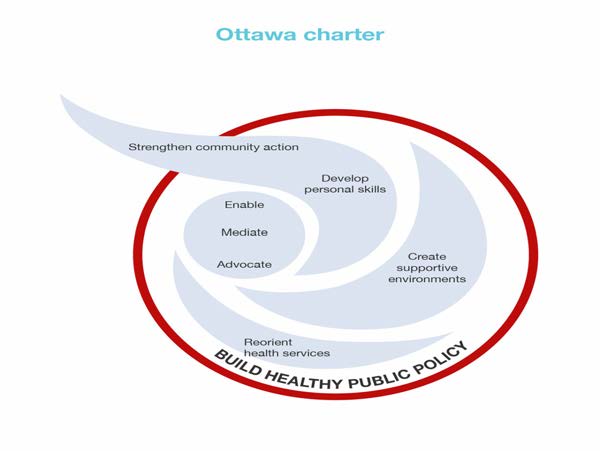 Ottawa charter
Strengthen community action
Develop
personal skills
Enable
Mediate
Advocate
Create
supportive
environments
Reorient
health services
BUILD HEALTHY PUBLIC POLICY